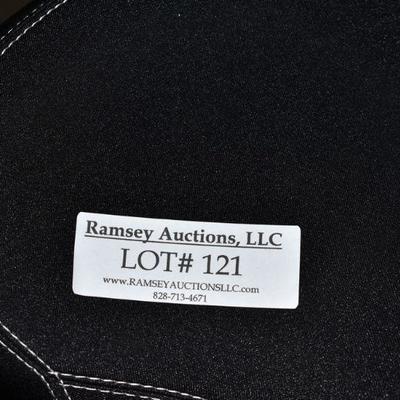 Ramsey Auctions, LLC
LOT# 121
www.RAMSEYAUCTIONSLLC.com
828-713-4671